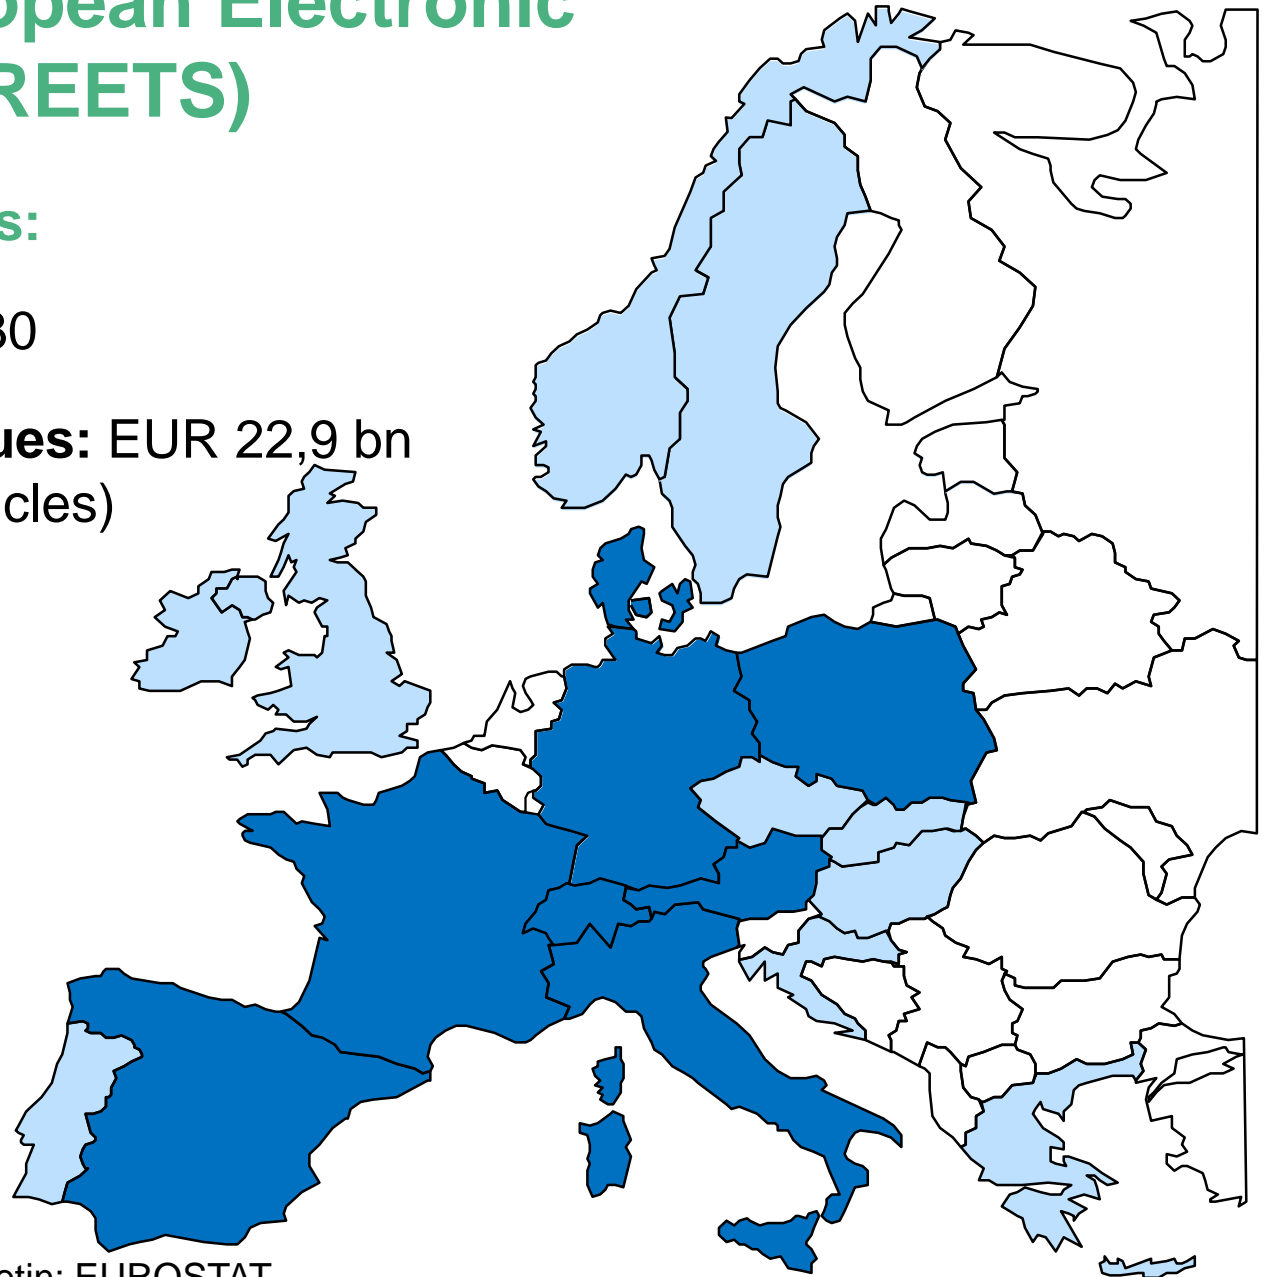 opean Electronic
REETS)
s:
30
ues: EUR 22,9 bn
cles)
etin: EUROSTAT